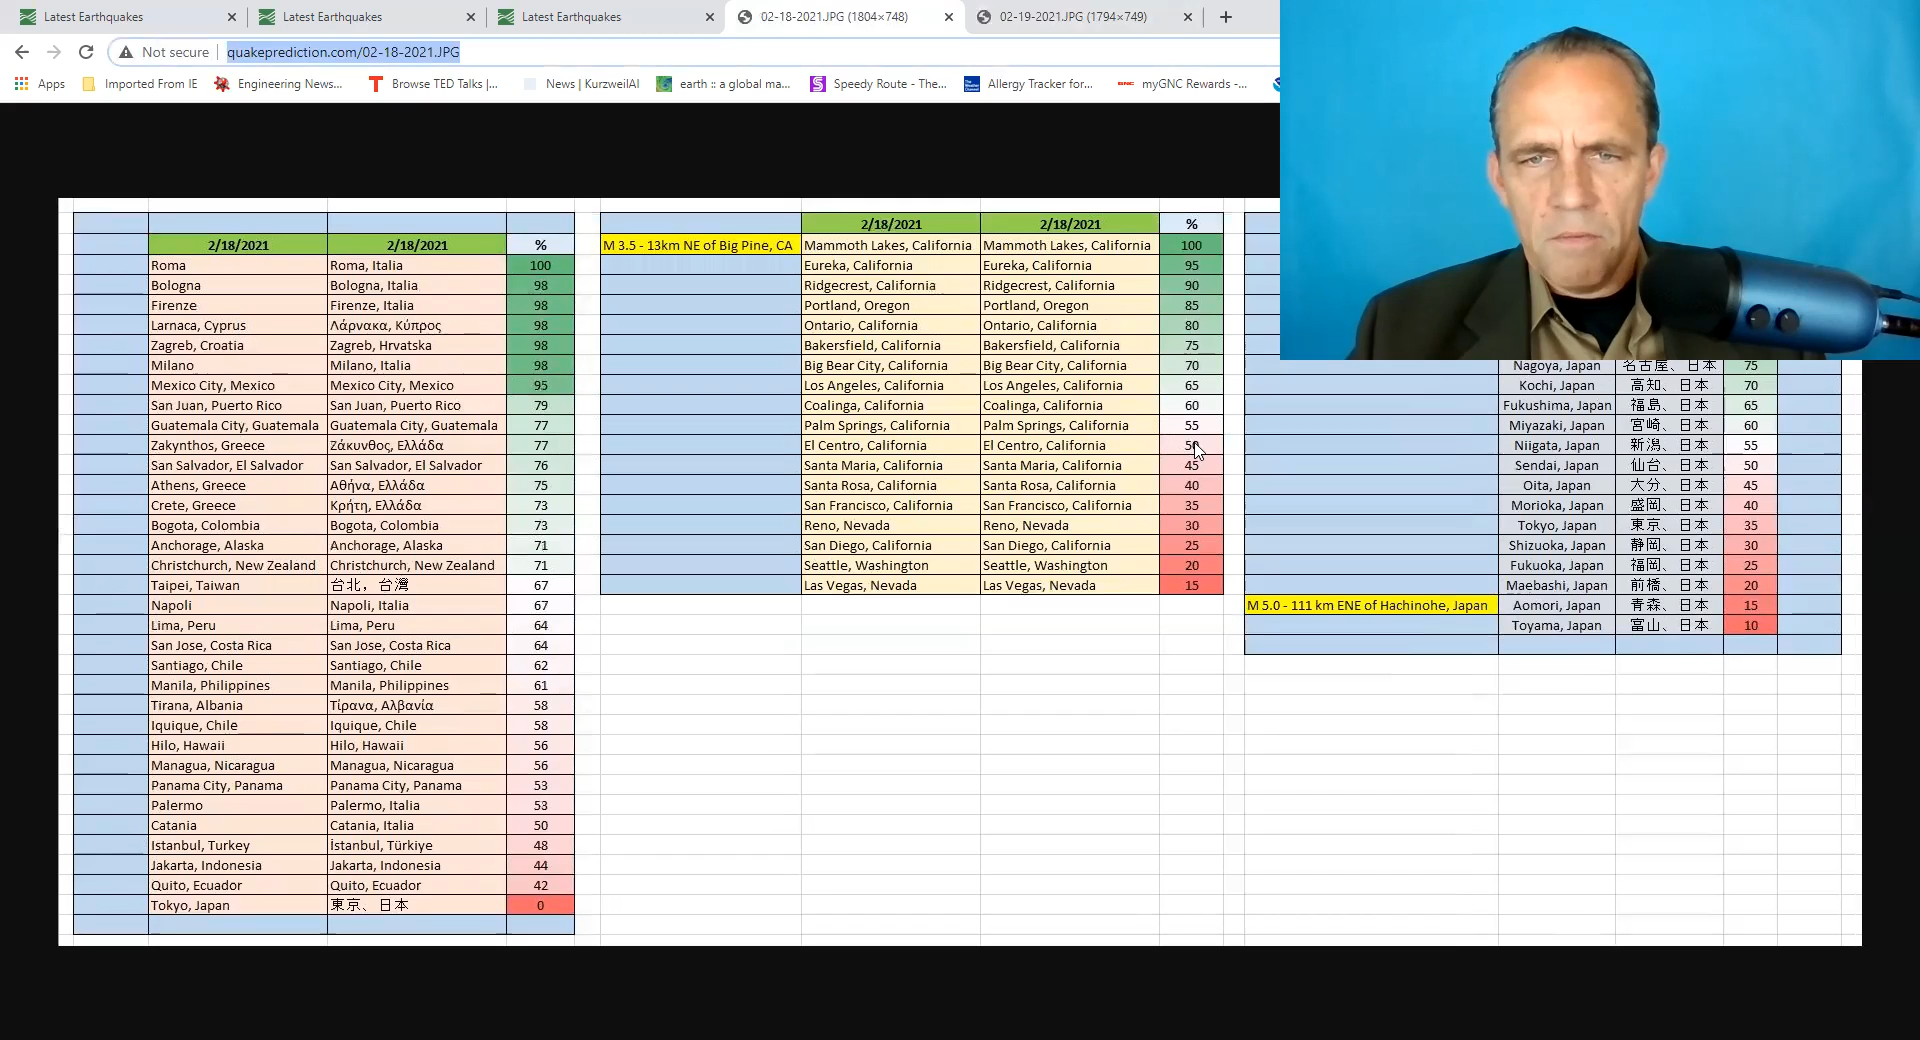 Latest Earthquakes
Latest Earthquakes
Latest Earthquakes
02-18-2021.JPG (1804×748)
02-19-2021.JPG (1794×749)
Not secure
quakeprediction.com/02-18-2021.JPG
Apps
Imported From IE
Engineering News...
Browse TED Talks |...
News | KurzweilAI
earth :: a global ma...
Speedy Route - The...
Allergy Tracker for...
myGNC Rewards -...
2/18/2021 2/18/2021 %
Roma Roma, Italia 100
Bologna Bologna, Italia 98
Firenze Firenze, Italia 98
Larnaca, Cyprus Λάρνακα, Κύπρος 98
Zagreb, Croatia Zagreb, Hrvatska 98
Milano Milano, Italia 98
Mexico City, Mexico Mexico City, Mexico 95
San Juan, Puerto Rico San Juan, Puerto Rico 79
Guatemala City, Guatemala Guatemala City, Guatemala 77
Zakynthos, Greece Ζάκυνθος, Ελλάδα 77
San Salvador, El Salvador San Salvador, El Salvador 76
Athens, Greece Αθήνα, Ελλάδα 75
Crete, Greece Κρήτη, Ελλάδα 73
Bogota, Colombia Bogota, Colombia 73
Anchorage, Alaska Anchorage, Alaska 71
Christchurch, New Zealand Christchurch, New Zealand 71
Taipei, Taiwan 台北，台灣 67
Napoli Napoli, Italia 67
Lima, Peru Lima, Peru 64
San Jose, Costa Rica San Jose, Costa Rica 64
Santiago, Chile Santiago, Chile 62
Manila, Philippines Manila, Philippines 61
Tirana, Albania Τίρανα, Αλβανία 58
Iquique, Chile Iquique, Chile 58
Hilo, Hawaii Hilo, Hawaii 56
Managua, Nicaragua Managua, Nicaragua 56
Panama City, Panama Panama City, Panama 53
Palermo Palermo, Italia 53
Catania Catania, Italia 50
Istanbul, Turkey İstanbul, Türkiye 48
Jakarta, Indonesia Jakarta, Indonesia 44
Quito, Ecuador Quito, Ecuador 42
Tokyo, Japan 東京、日本 0
2/18/2021 2/18/2021 %
M 3.5 - 13km NE of Big Pine, CA Mammoth Lakes, California Mammoth Lakes, California 100
Eureka, California Eureka, California 95
Ridgecrest, California Ridgecrest, California 90
Portland, Oregon Portland, Oregon 85
Ontario, California Ontario, California 80
Bakersfield, California Bakersfield, California 75
Big Bear City, California Big Bear City, California 70
Los Angeles, California Los Angeles, California 65
Coalinga, California Coalinga, California 60
Palm Springs, California Palm Springs, California 55
El Centro, California El Centro, California
Santa Maria, California Santa Maria, California 45
Santa Rosa, California Santa Rosa, California 40
San Francisco, California San Francisco, California 35
Reno, Nevada Reno, Nevada 30
San Diego, California San Diego, California 25
Seattle, Washington Seattle, Washington 20
Las Vegas, Nevada Las Vegas, Nevada 15
Nagoya, Japan 名古屋、日本 75
Kochi, Japan 高知、日本 70
Fukushima, Japan 福島、日本 65
Miyazaki, Japan 宮崎、日本 60
Niigata, Japan 新潟、日本 55
Sendai, Japan 仙台、日本 50
Oita, Japan 大分、日本 45
Morioka, Japan 盛岡、日本 40
Tokyo, Japan 東京、日本 35
Shizuoka, Japan 静岡、日本 30
Fukuoka, Japan 福岡、日本 25
Maebashi, Japan 前橋、日本 20
M 5.0 - 111 km ENE of Hachinohe, Japan Aomori, Japan 青森、日本 15
Toyama, Japan 富山、日本 10